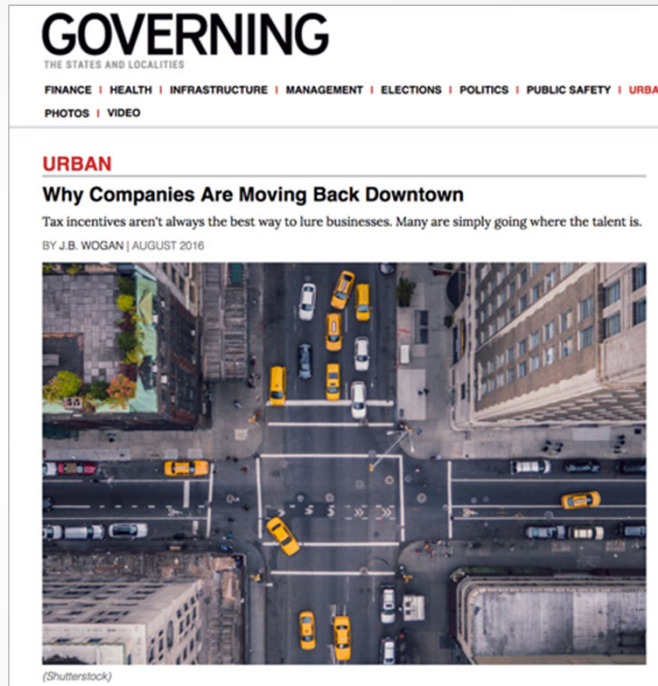 GOVERNING
THE STATES AND LOCALITIES
FINANCE | HEALTH | INFRASTRUCTURE | MANAGEMENT | ELECTIONS | POLITICS | PUBLIC SAFETY | URBA
PHOTOS | VIDEO
URBAN
Why Companies Are Moving Back Downtown
Tax incentives aren't always the best way to lure businesses. Many are simply going where the talent is.
BY J.B. WOGAN | AUGUST 2016
(Shutterstock)